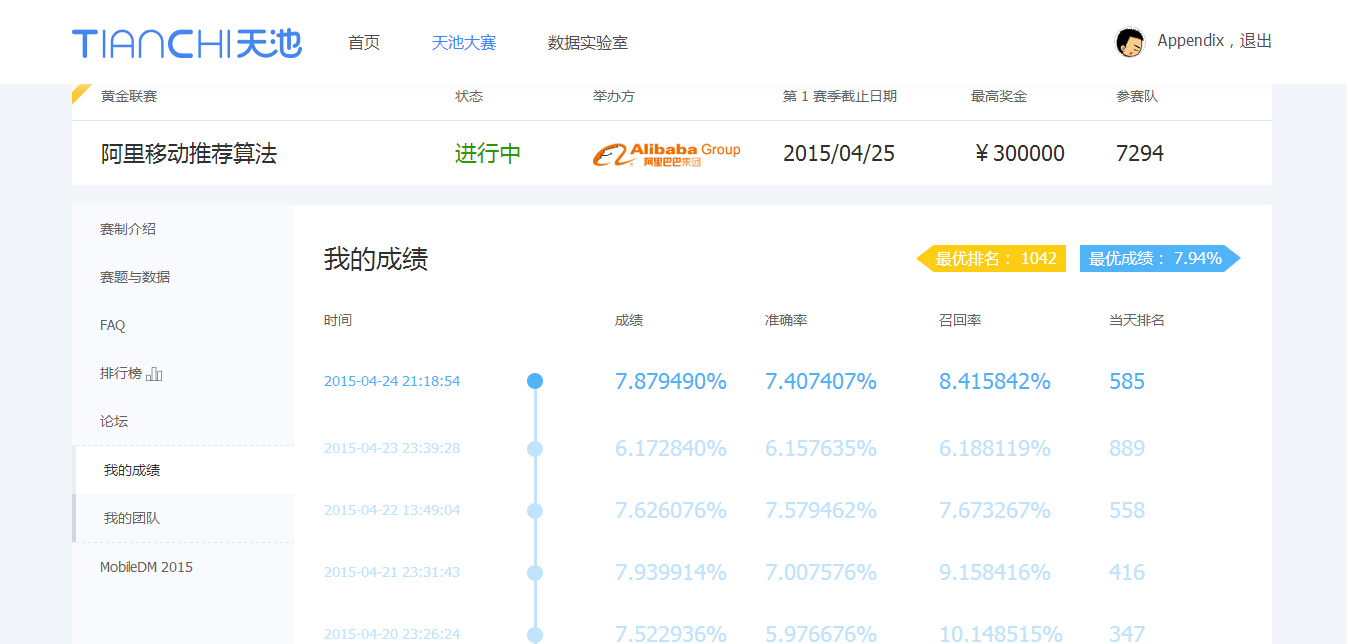 TIANCHI天池 首页 天池大赛 数据实验室 Appendix , 退出
黄金联赛 状态 举办方 第 1 赛季截止日期 最高奖金 参赛队
阿里移动推荐算法 进行中 Alibaba Group 阿里巴巴集团 2015/04/25 ¥ 300000 7294
赛制介绍
赛题与数据
FAQ
排行榜
论坛
我的成绩
我的团队
MobileDM 2015
我的成绩 最优排名： 1042 最优成绩： 7.94%
时间 成绩 准确率 召回率 当天排名
2015-04-24 21:18:54 7.879490% 7.407407% 8.415842% 585
2015-04-23 23:39:28 6.172840% 6.157635% 6.188119% 889
2015-04-22 13:49:04 7.626076% 7.579462% 7.673267% 558
2015-04-21 23:31:43 7.939914% 7.007576% 9.158416% 416
2015-04-20 23:26:24 7.522936% 5.976676% 10.148515% 347